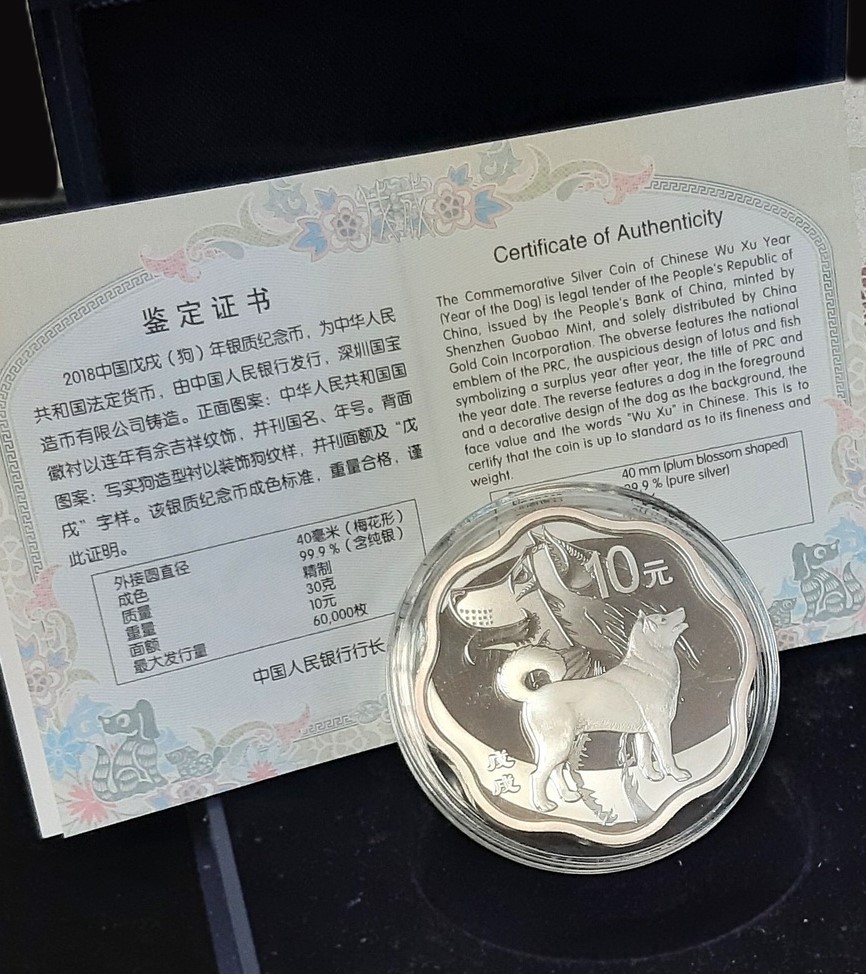 鉴定证书
2018中国戊戌（狗）年银质纪念币，为中华人民
共和国法定货币，由中国人民银行发行，深圳国宝
造币有限公司铸造。正面图案：中华人民共和国国
徽衬以连年有余吉祥纹饰，并刊国名、年号。背面
图案：写实狗造型衬以装饰狗纹样，并刊面额及“戊
戌”字样。该银质纪念币成色标准，重量合格，谨
此证明。
外接圆直径 40毫米（梅花形）
成色 99.9％（含纯银）
质量 精制
重量 30克
面额 10元
最大发行量 60,000枚
中国人民银行行长
Certificate of Authenticity
The Commemorative Silver Coin of Chinese Wu Xu Year
(Year of the Dog) is legal tender of the People's Republic of
China, issued by the People's Bank of China, minted by
Shenzhen Guobao Mint, and solely distributed by China
Gold Coin Incorporation. The obverse features the national
emblem of the PRC, the auspicious design of lotus and fish
symbolizing a surplus year after year, the title of PRC and
the year date. The reverse features a dog in the foreground
and a decorative design of the dog as the background, the
face value and the words "Wu Xu" in Chinese. This is to
certify that the coin is up to standard as to its fineness and
weight.
40 mm (plum blossom shaped)
99.9 % (pure silver)
10元
戊
戌